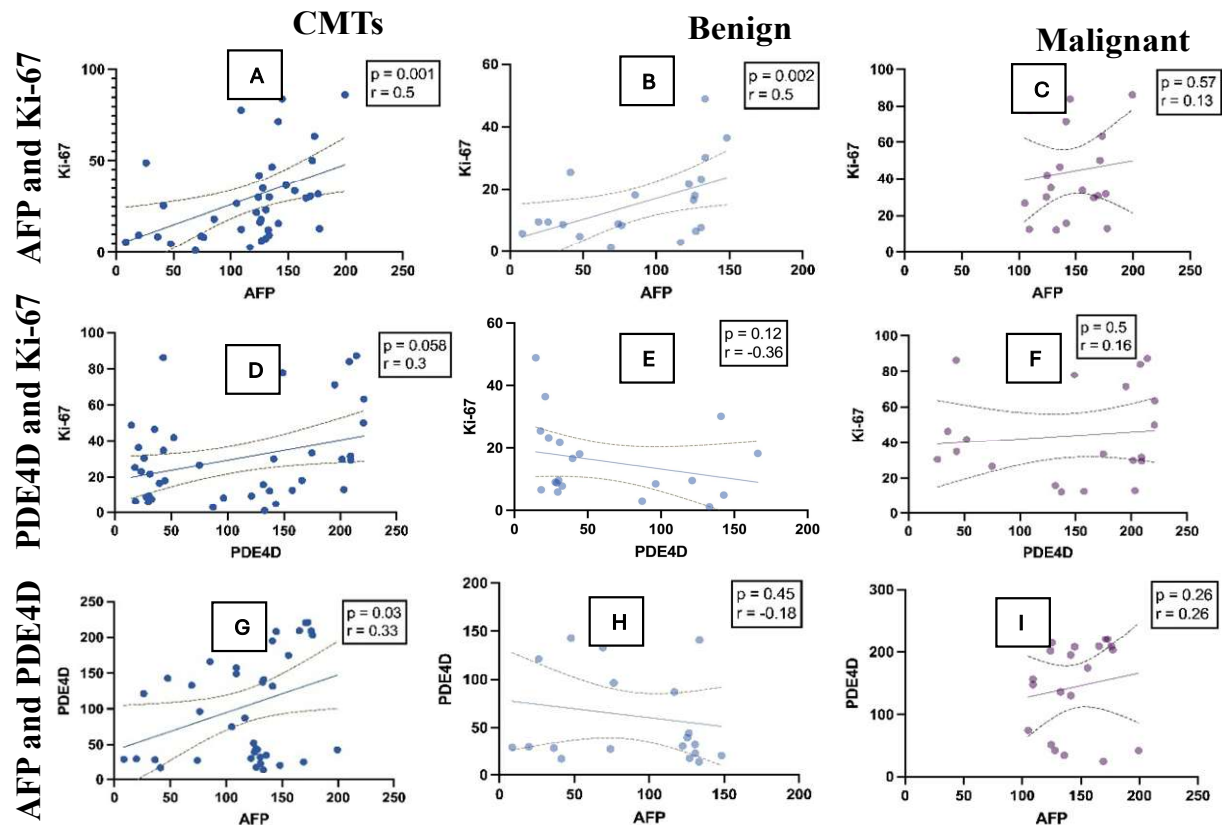 CMTs
Benign
Malignant
AFP and Ki-67
A
p = 0.001
r = 0.5
100
50
0
Ki-67
0 50 100 150 200 250
AFP
B
p = 0.002
r = 0.5
60
40
20
0
Ki-67
0 50 100 150 200
AFP
C
p = 0.57
r = 0.13
100
80
60
40
20
0
Ki-67
0 50 100 150 200 250
AFP
PDE4D and Ki-67
D
p = 0.058
r = 0.3
100
80
60
40
20
0
Ki-67
0 50 100 150 200 250
PDE4D
E
p = 0.12
r = -0.36
60
40
20
0
Ki-67
0 50 100 150 200
PDE4D
F
p = 0.5
r = 0.16
100
80
60
40
20
0
Ki-67
0 50 100 150 200 250
PDE4D
AFP and PDE4D
G
p = 0.03
r = 0.33
250
200
150
100
50
0
PDE4D
0 50 100 150 200 250
AFP
H
p = 0.45
r = -0.18
200
150
100
50
0
PDE4D
0 50 100 150 200
AFP
I
p = 0.26
r = 0.26
300
200
100
0
PDE4D
0 50 100 150 200 250
AFP